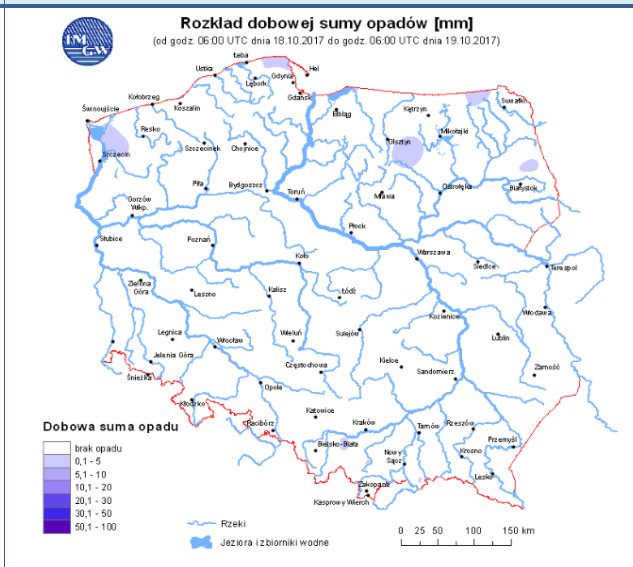 IMGW
Rozkład dobowej sumy opadów [mm]
(od godz. 06:00 UTC dnia 18.10.2017 do godz. 06:00 UTC dnia 19.10.2017)
Łeba
Ustka
Hel
Gdynia
Lębork
Gdańsk
Kołobrzeg
Koszalin
Świnoujście
Elbląg
Kętrzyn
Suwałki
Resko
Mikołajki
Szczecinek
Chojnice
Olsztyn
Szczecin
Piła
Bydgoszcz
Toruń
Mława
Ostrołęka
Białystok
Gorzów
Wlkp.
Płock
Słubice
Poznań
Koło
Warszawa
Siedlce
Terespol
Zielona
Góra
Leszno
Kalisz
Łódź
Kozienice
Włodawa
Legnica
Wrocław
Wieluń
Sulejów
Lublin
Jelenia Góra
Kielce
Śnieżka
Częstochowa
Sandomierz
Zamość
Opole
Kłodzko
Katowice
Racibórz
Kraków
Tarnów
Rzeszów
Bielsko-Biała
Przemyśl
Nowy
Sącz
Krosno
Lesko
Zakopane
Kasprowy Wierch
Dobowa suma opadu
brak opadu
0,1 - 5
5,1 - 10
10,1 - 20
20,1 - 30
30,1 - 50
50,1 - 100
Rzeki
Jeziora i zbiorniki wodne
0 25 50 100 150 km